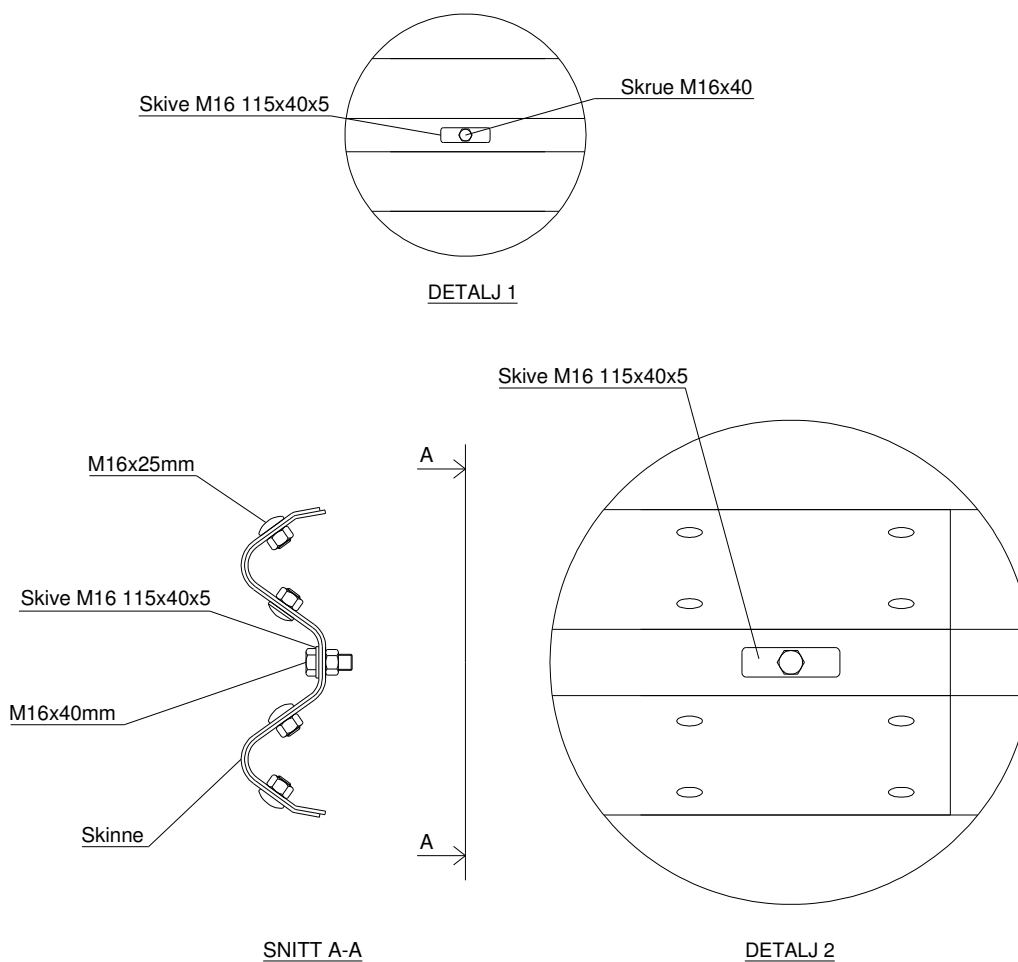 Skrue M16x40
Skive M16 115x40x5
DETALJ 1
Skive M16 115x40x5
A
M16x25mm
Skive M16 115x40x5
M16x40mm
Skinne
A
SNITT A-A
DETALJ 2